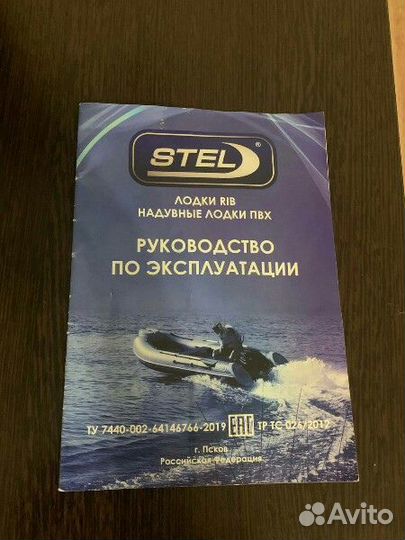 STEL®
ЛОДКИ RIB
НАДУВНЫЕ ЛОДКИ ПВХ
РУКОВОДСТВО
ПО ЭКСПЛУАТАЦИИ
ТУ 7440-002-64146766-2019 EAC ТР ТС 026/2012
г. Псков
Российская Федерация
Avito